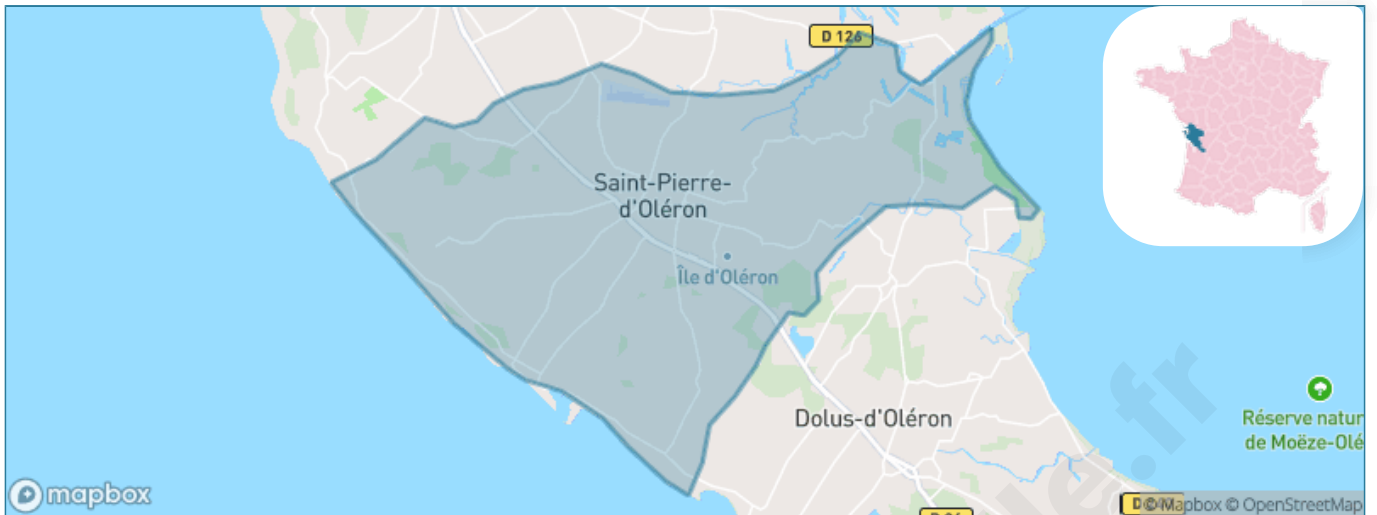 D 126
Saint-Pierre-
d'Oléron
Île d'Oléron
Dolus-d'Oléron
Réserve natur
de Moëze-Olé
mapbox
© Mapbox © OpenStreetMap